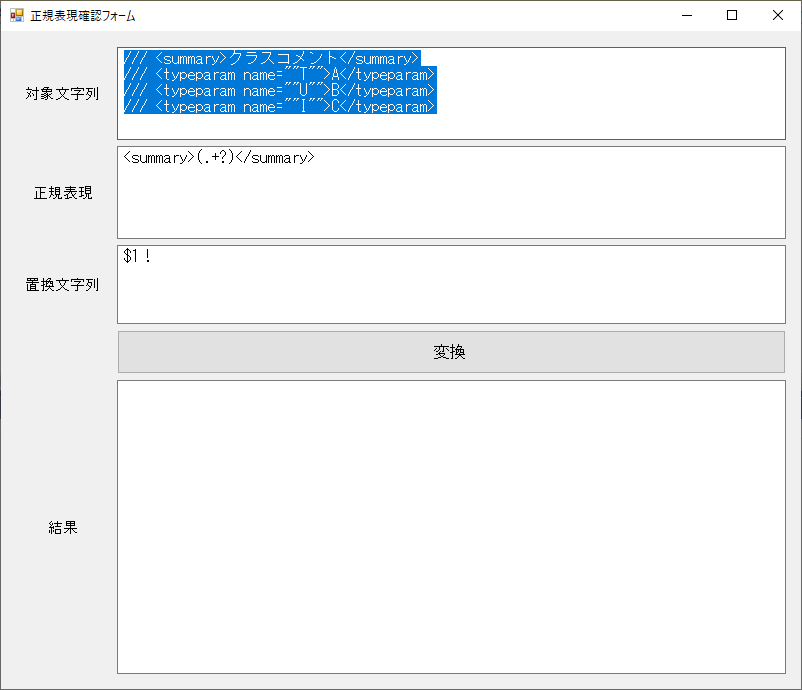 正規表現確認フォーム
対象文字列
/// <summary>クラスコメント</summary>
/// <typeparam name=""T"">A</typeparam>
/// <typeparam name=""U"">B</typeparam>
/// <typeparam name=""I"">C</typeparam>
正規表現
<summary>(.+?)</summary>
置換文字列
$1！
変換
結果